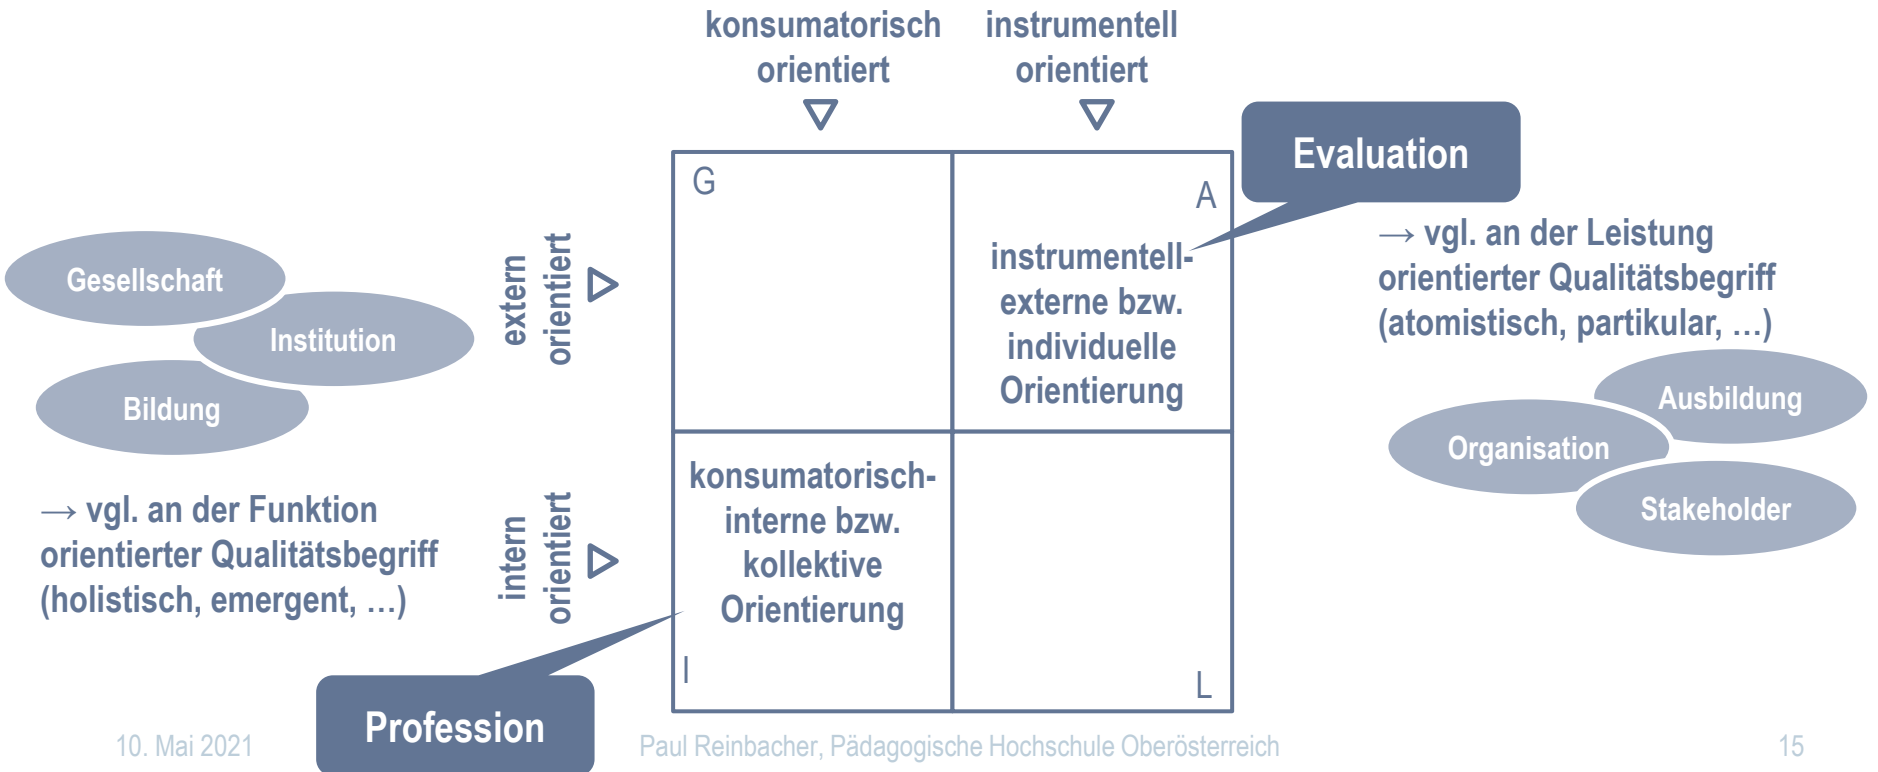 konsumatorisch
orientiert
instrumentell
orientiert
Evaluation
G
A
extern
orientiert
Gesellschaft
Institution
Bildung
instrumentell-
externe bzw.
individuelle
Orientierung
→ vgl. an der Leistung
orientierter Qualitätsbegriff
(atomistisch, partikular, …)
Ausbildung
Organisation
Stakeholder
→ vgl. an der Funktion
orientierter Qualitätsbegriff
(holistisch, emergent, …)
intern
orientiert
konsumatorisch-
interne bzw.
kollektive
Orientierung
I
L
Profession
10. Mai 2021
Paul Reinbacher, Pädagogische Hochschule Oberösterreich
15